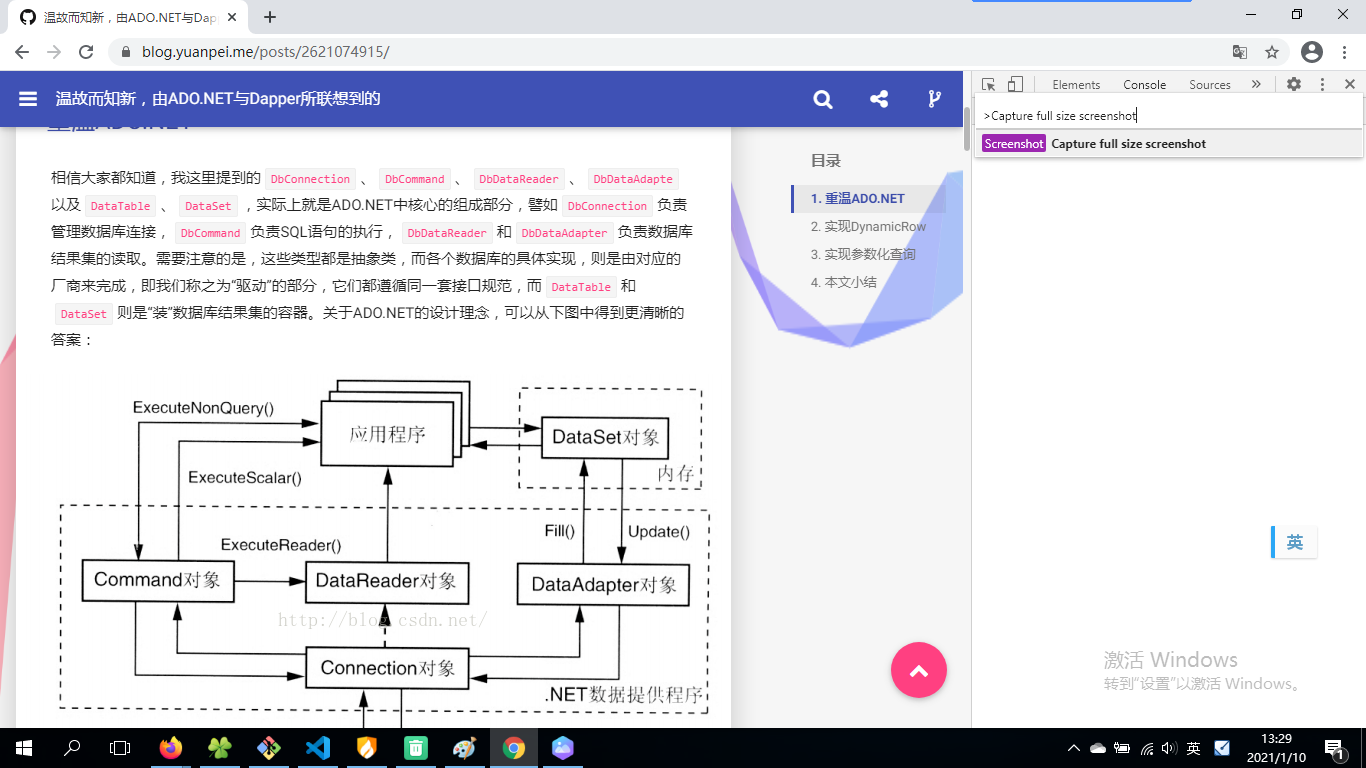 温故而知新，由ADO.NET与Dap
blog.yuanpei.me/posts/2621074915/
温故而知新，由ADO.NET与Dapper所联想到的
重温ADO.NET
相信大家都知道，我这里提到的 DbConnection 、 DbCommand 、 DbDataReader 、 DbDataAdapte
以及 DataTable 、 DataSet ，实际上就是ADO.NET中核心的组成部分，譬如 DbConnection 负责
管理数据库连接， DbCommand 负责SQL语句的执行， DbDataReader 和 DbDataAdapter 负责数据库
结果集的读取。需要注意的是，这些类型都是抽象类，而各个数据库的具体实现，则是由对应的
厂商来完成，即我们称之为“驱动”的部分，它们都遵循同一套接口规范，而 DataTable 和
DataSet 则是“装”数据库结果集的容器。关于ADO.NET的设计理念，可以从下图中得到更清晰的
答案：
ExecuteNonQuery()
应用程序
DataSet对象
内存
ExecuteScalar()
Fill()
Update()
ExecuteReader()
Command对象
DataReader对象
DataAdapter对象
http://blog.csdn.net/
Connection对象
.NET数据提供程序
目录
1. 重温ADO.NET
2. 实现DynamicRow
3. 实现参数化查询
4. 本文小结
Elements Console Sources »
>Capture full size screenshot
Screenshot Capture full size screenshot
英
激活 Windows
转到“设置”以激活 Windows。
英
13:29
2021/1/10
1